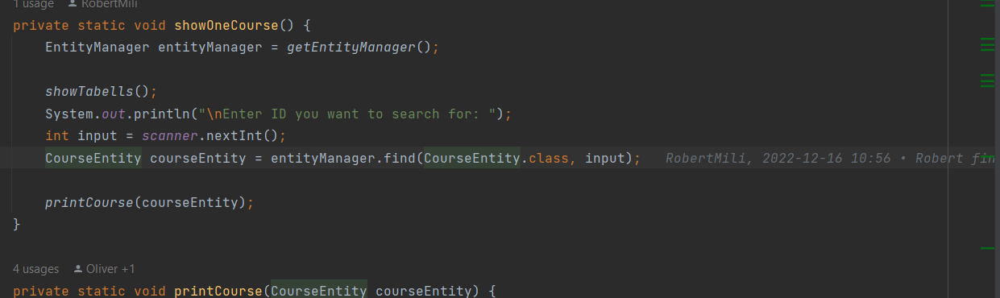 1 usage RobertMili
private static void showOneCourse() {
EntityManager entityManager = getEntityManager();
showTabells();
System.out.println("\nEnter ID you want to search for: ");
int input = scanner.nextInt();
CourseEntity courseEntity = entityManager.find(CourseEntity.class, input); RobertMili, 2022-12-16 10:56 • Robert fin
printCourse(courseEntity);
}
4 usages Oliver +1
private static void printCourse(CourseEntity courseEntity) {